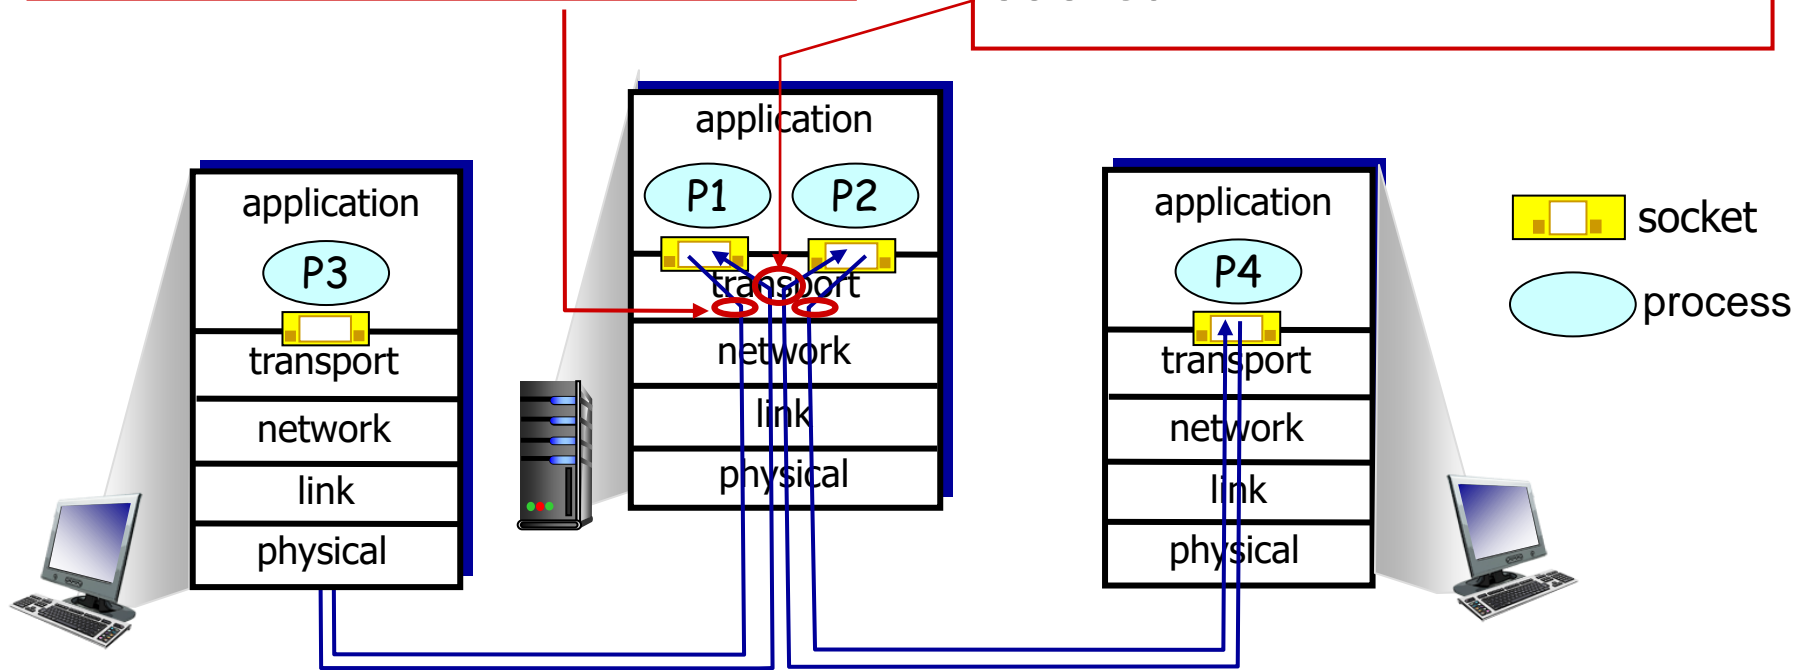 application
P1 P2
transport
network
link
physical
application
P3
transport
network
link
physical
application
P4
transport
network
link
physical
socket
process